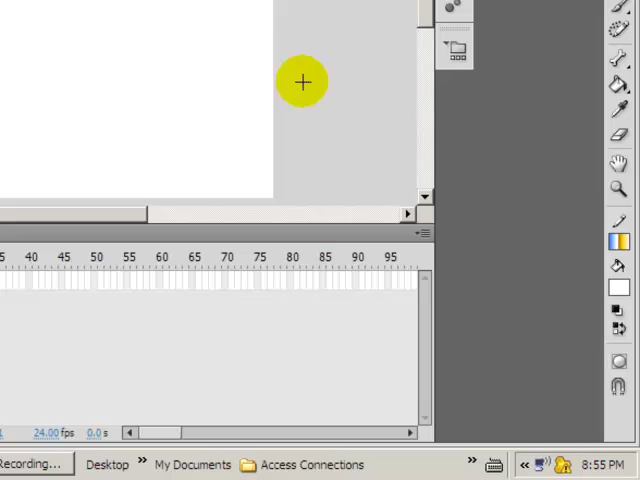 40 45 50 55 60 65 70 75 80 85 90 95
24.00 fps 0.0 s
Recording... Desktop » My Documents Access Connections » « 8:55 PM